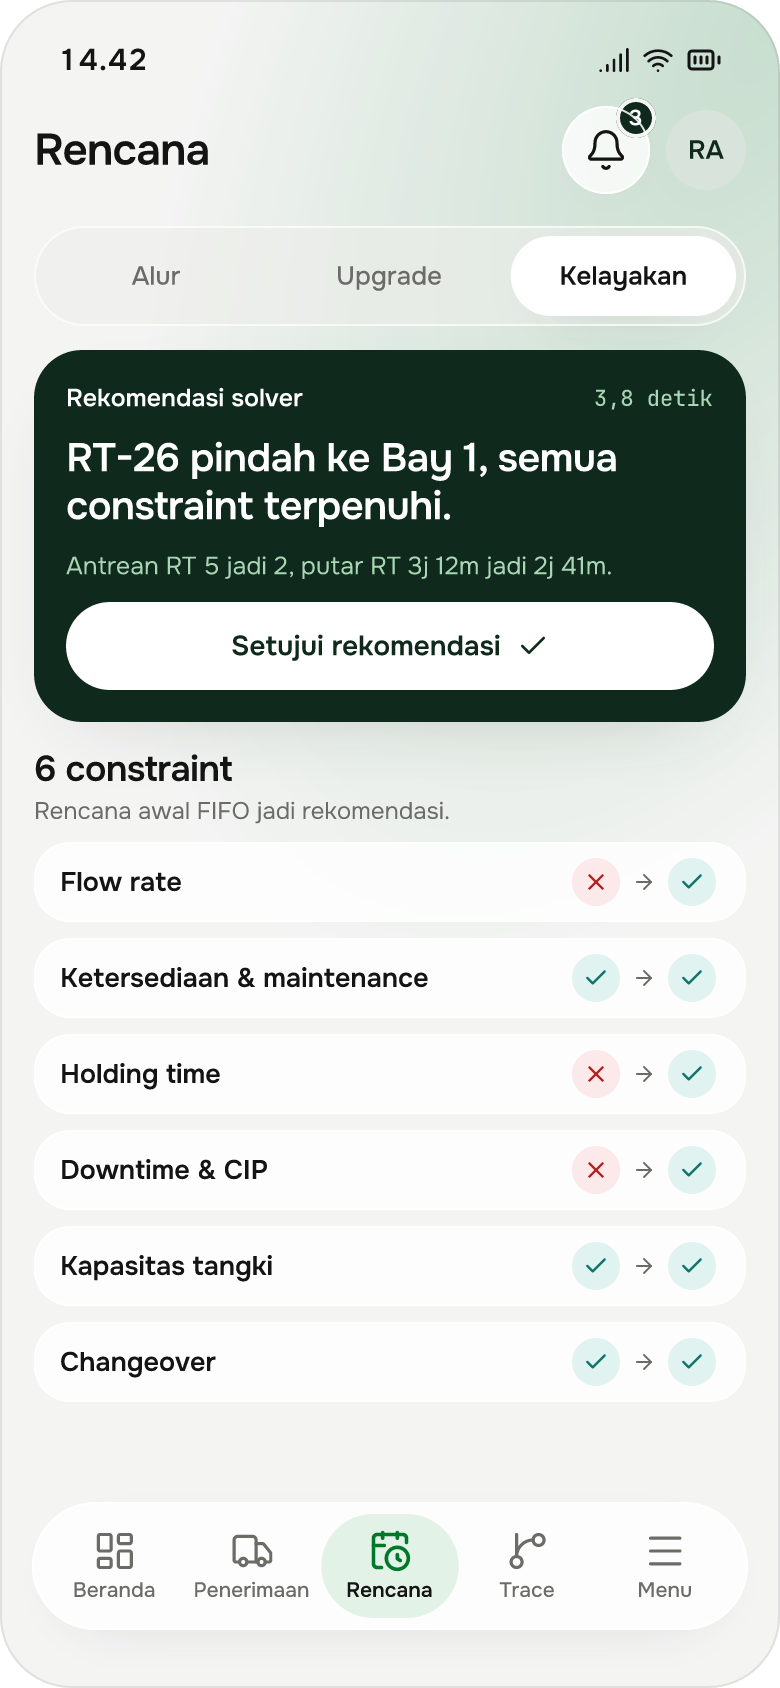 14.42
Rencana
3
RA
Alur
Upgrade
Kelayakan
Rekomendasi solver
3,8 detik
RT-26 pindah ke Bay 1, semua
constraint terpenuhi.
Antrean RT 5 jadi 2, putar RT 3j 12m jadi 2j 41m.
Setujui rekomendasi
6 constraint
Rencana awal FIFO jadi rekomendasi.
Flow rate
Ketersediaan & maintenance
Holding time
Downtime & CIP
Kapasitas tangki
Changeover
Beranda
Penerimaan
Rencana
Trace
Menu